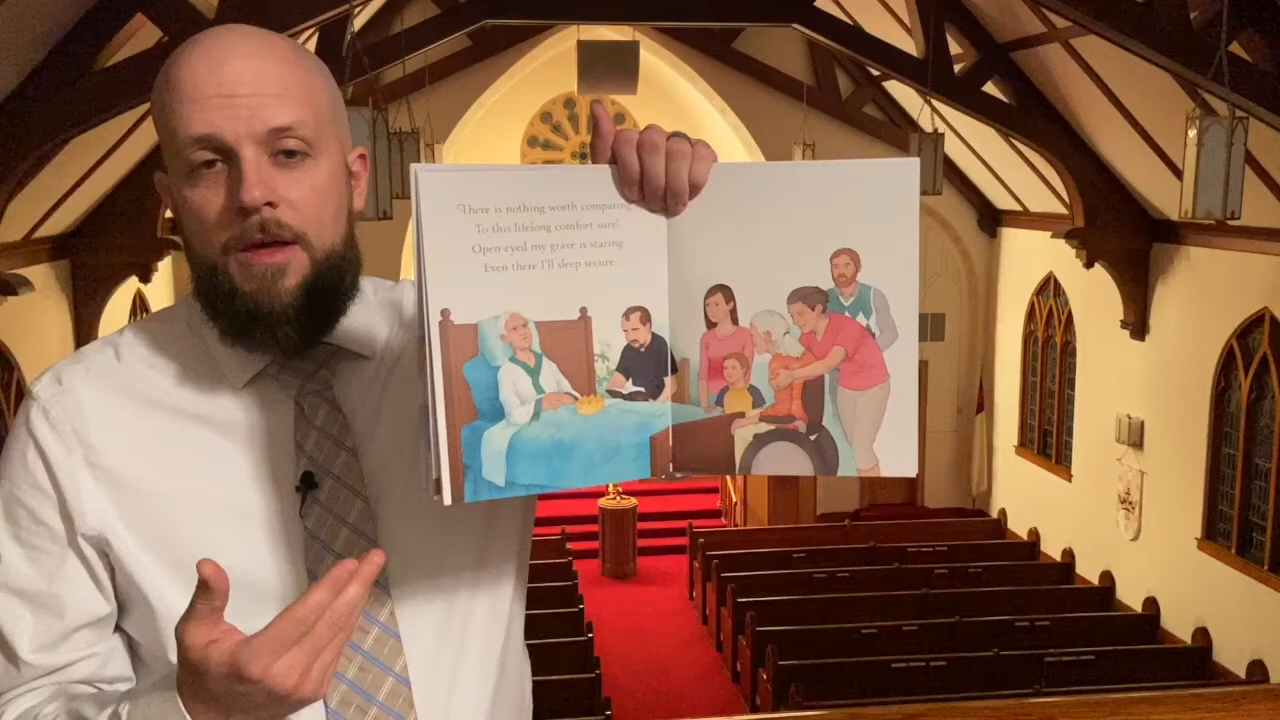 There is nothing worth comparing
To this lifelong comfort sure!
Open-eyed my grave is staring
Even there I'll sleep secure.